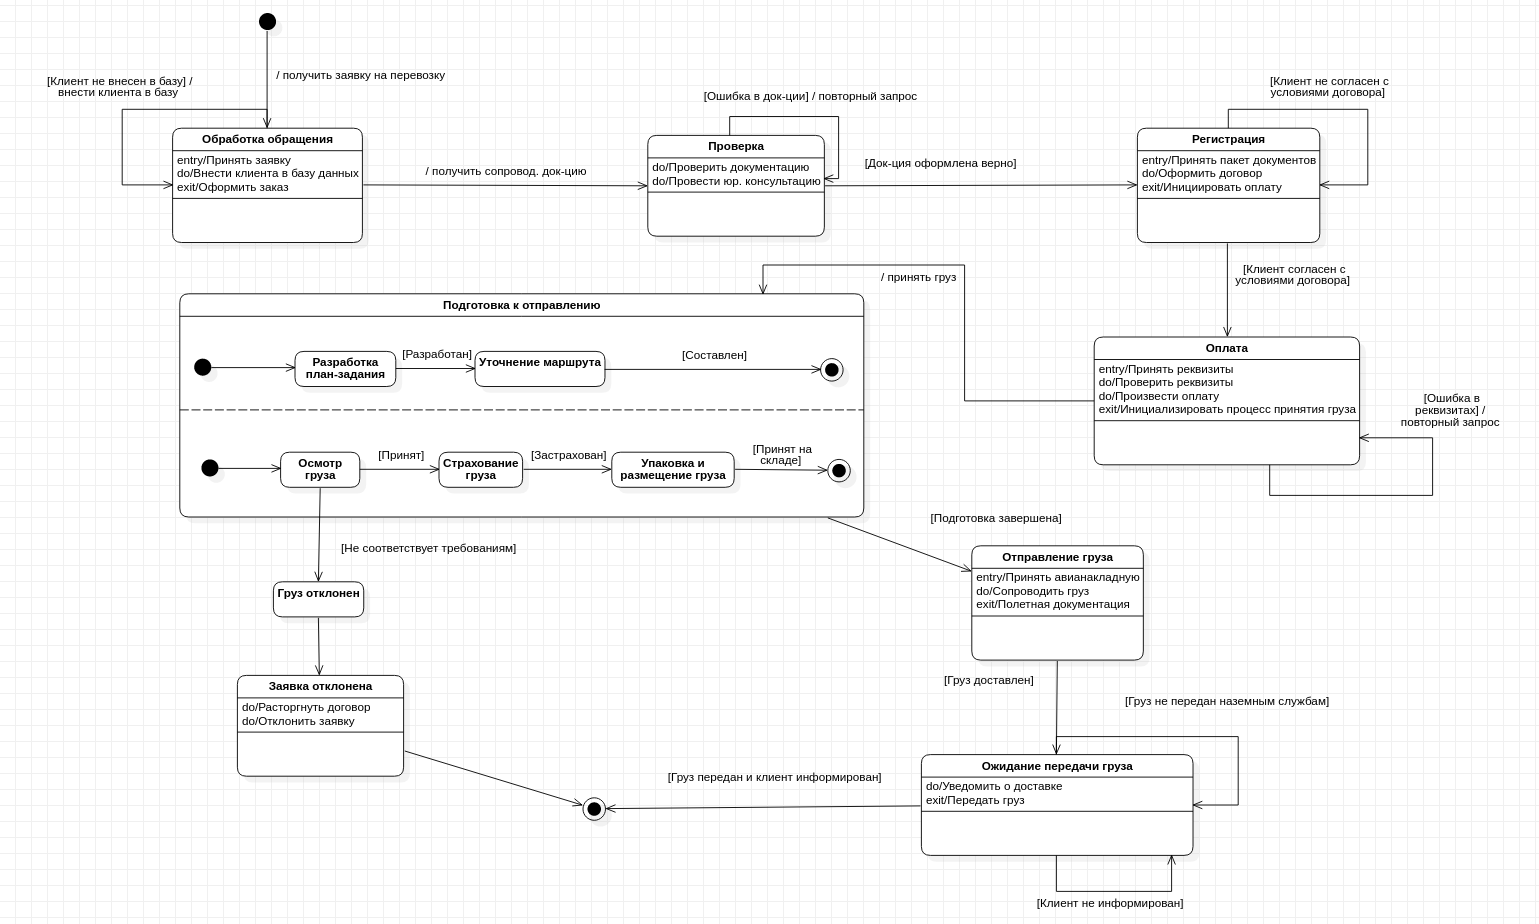 / получить заявку на перевозку
[Клиент не внесен в базу] /
внести клиента в базу
Обработка обращения
entry/Принять заявку
do/Внести клиента в базу данных
exit/Оформить заказ
/ получить сопровод. док-цию
[Ошибка в док-ции] / повторный запрос
Проверка
do/Проверить документацию
do/Провести юр. консультацию
[Док-ция оформлена верно]
[Клиент не согласен с
условиями договора]
Регистрация
entry/Принять пакет документов
do/Оформить договор
exit/Инициировать оплату
[Клиент согласен с
условиями договора]
/ принять груз
Оплата
entry/Принять реквизиты
do/Проверить реквизиты
do/Произвести оплату
exit/Инициализировать процесс принятия груза
[Ошибка в
реквизитах] /
повторный запрос
Подготовка к отправлению
Разработка
план-задания
[Разработан]
Уточнение маршрута
[Составлен]
Осмотр
груза
[Принят]
Страхование
груза
[Застрахован]
Упаковка и
размещение груза
[Принят на
складе]
[Не соответствует требованиям]
[Подготовка завершена]
Груз отклонен
Отправление груза
entry/Принять авианакладную
do/Сопроводить груз
exit/Полетная документация
Заявка отклонена
do/Расторгнуть договор
do/Отклонить заявку
[Груз доставлен]
[Груз не передан наземным службам]
Ожидание передачи груза
do/Уведомить о доставке
exit/Передать груз
[Груз передан и клиент информирован]
[Клиент не информирован]